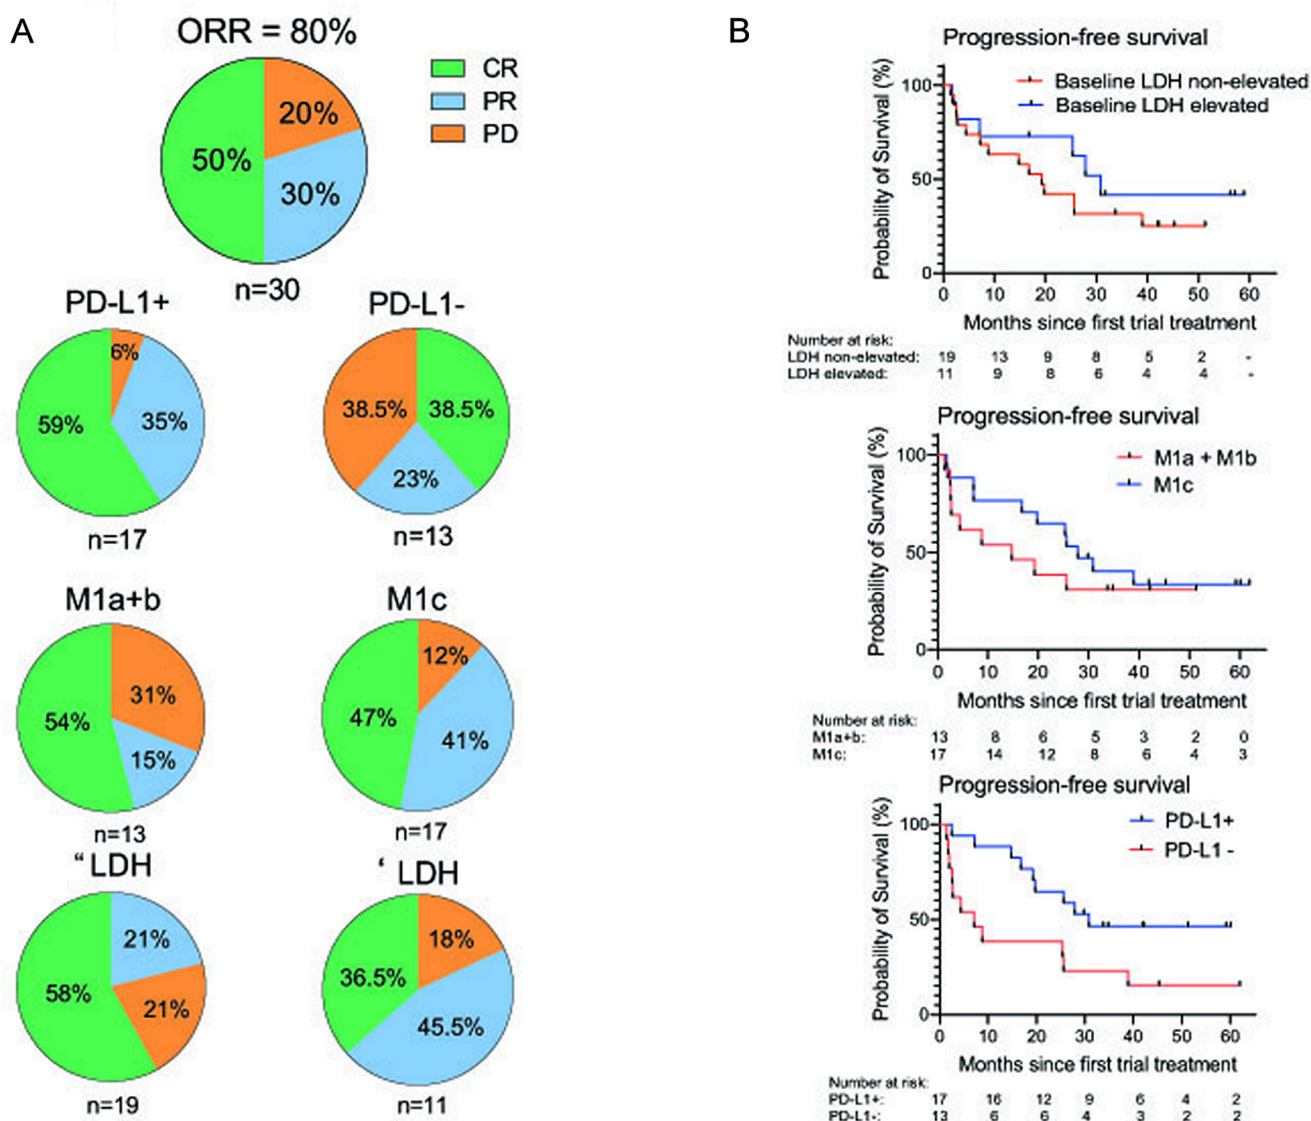 A
ORR = 80%
CR
PR
PD
20%
50%
30%
n=30
PD-L1+
PD-L1-
6%
59%
35%
38.5%
38.5%
23%
n=17
n=13
M1a+b
M1c
31%
54%
15%
12%
47%
41%
n=13
n=17
“ LDH
‘ LDH
21%
58%
21%
18%
36.5%
45.5%
n=19
n=11
B
Progression-free survival
Baseline LDH non-elevated
Baseline LDH elevated
Probability of Survival (%)
100
50
0
0 10 20 30 40 50 60
Months since first trial treatment
Number at risk:
LDH non-elevated: 19 13 9 8 5 2 -
LDH elevated: 11 9 8 6 4 4 -
Progression-free survival
M1a + M1b
M1c
Probability of Survival (%)
100
50
0
0 10 20 30 40 50 60
Months since first trial treatment
Number at risk:
M1a+b: 13 8 6 5 3 2 0
M1c: 17 14 12 8 6 4 3
Progression-free survival
PD-L1+
PD-L1 -
Probability of Survival (%)
100
50
0
0 10 20 30 40 50 60
Months since first trial treatment
Number at risk:
PD-L1+: 17 16 12 9 6 4 2
PD-L1-: 13 6 6 4 3 2 2